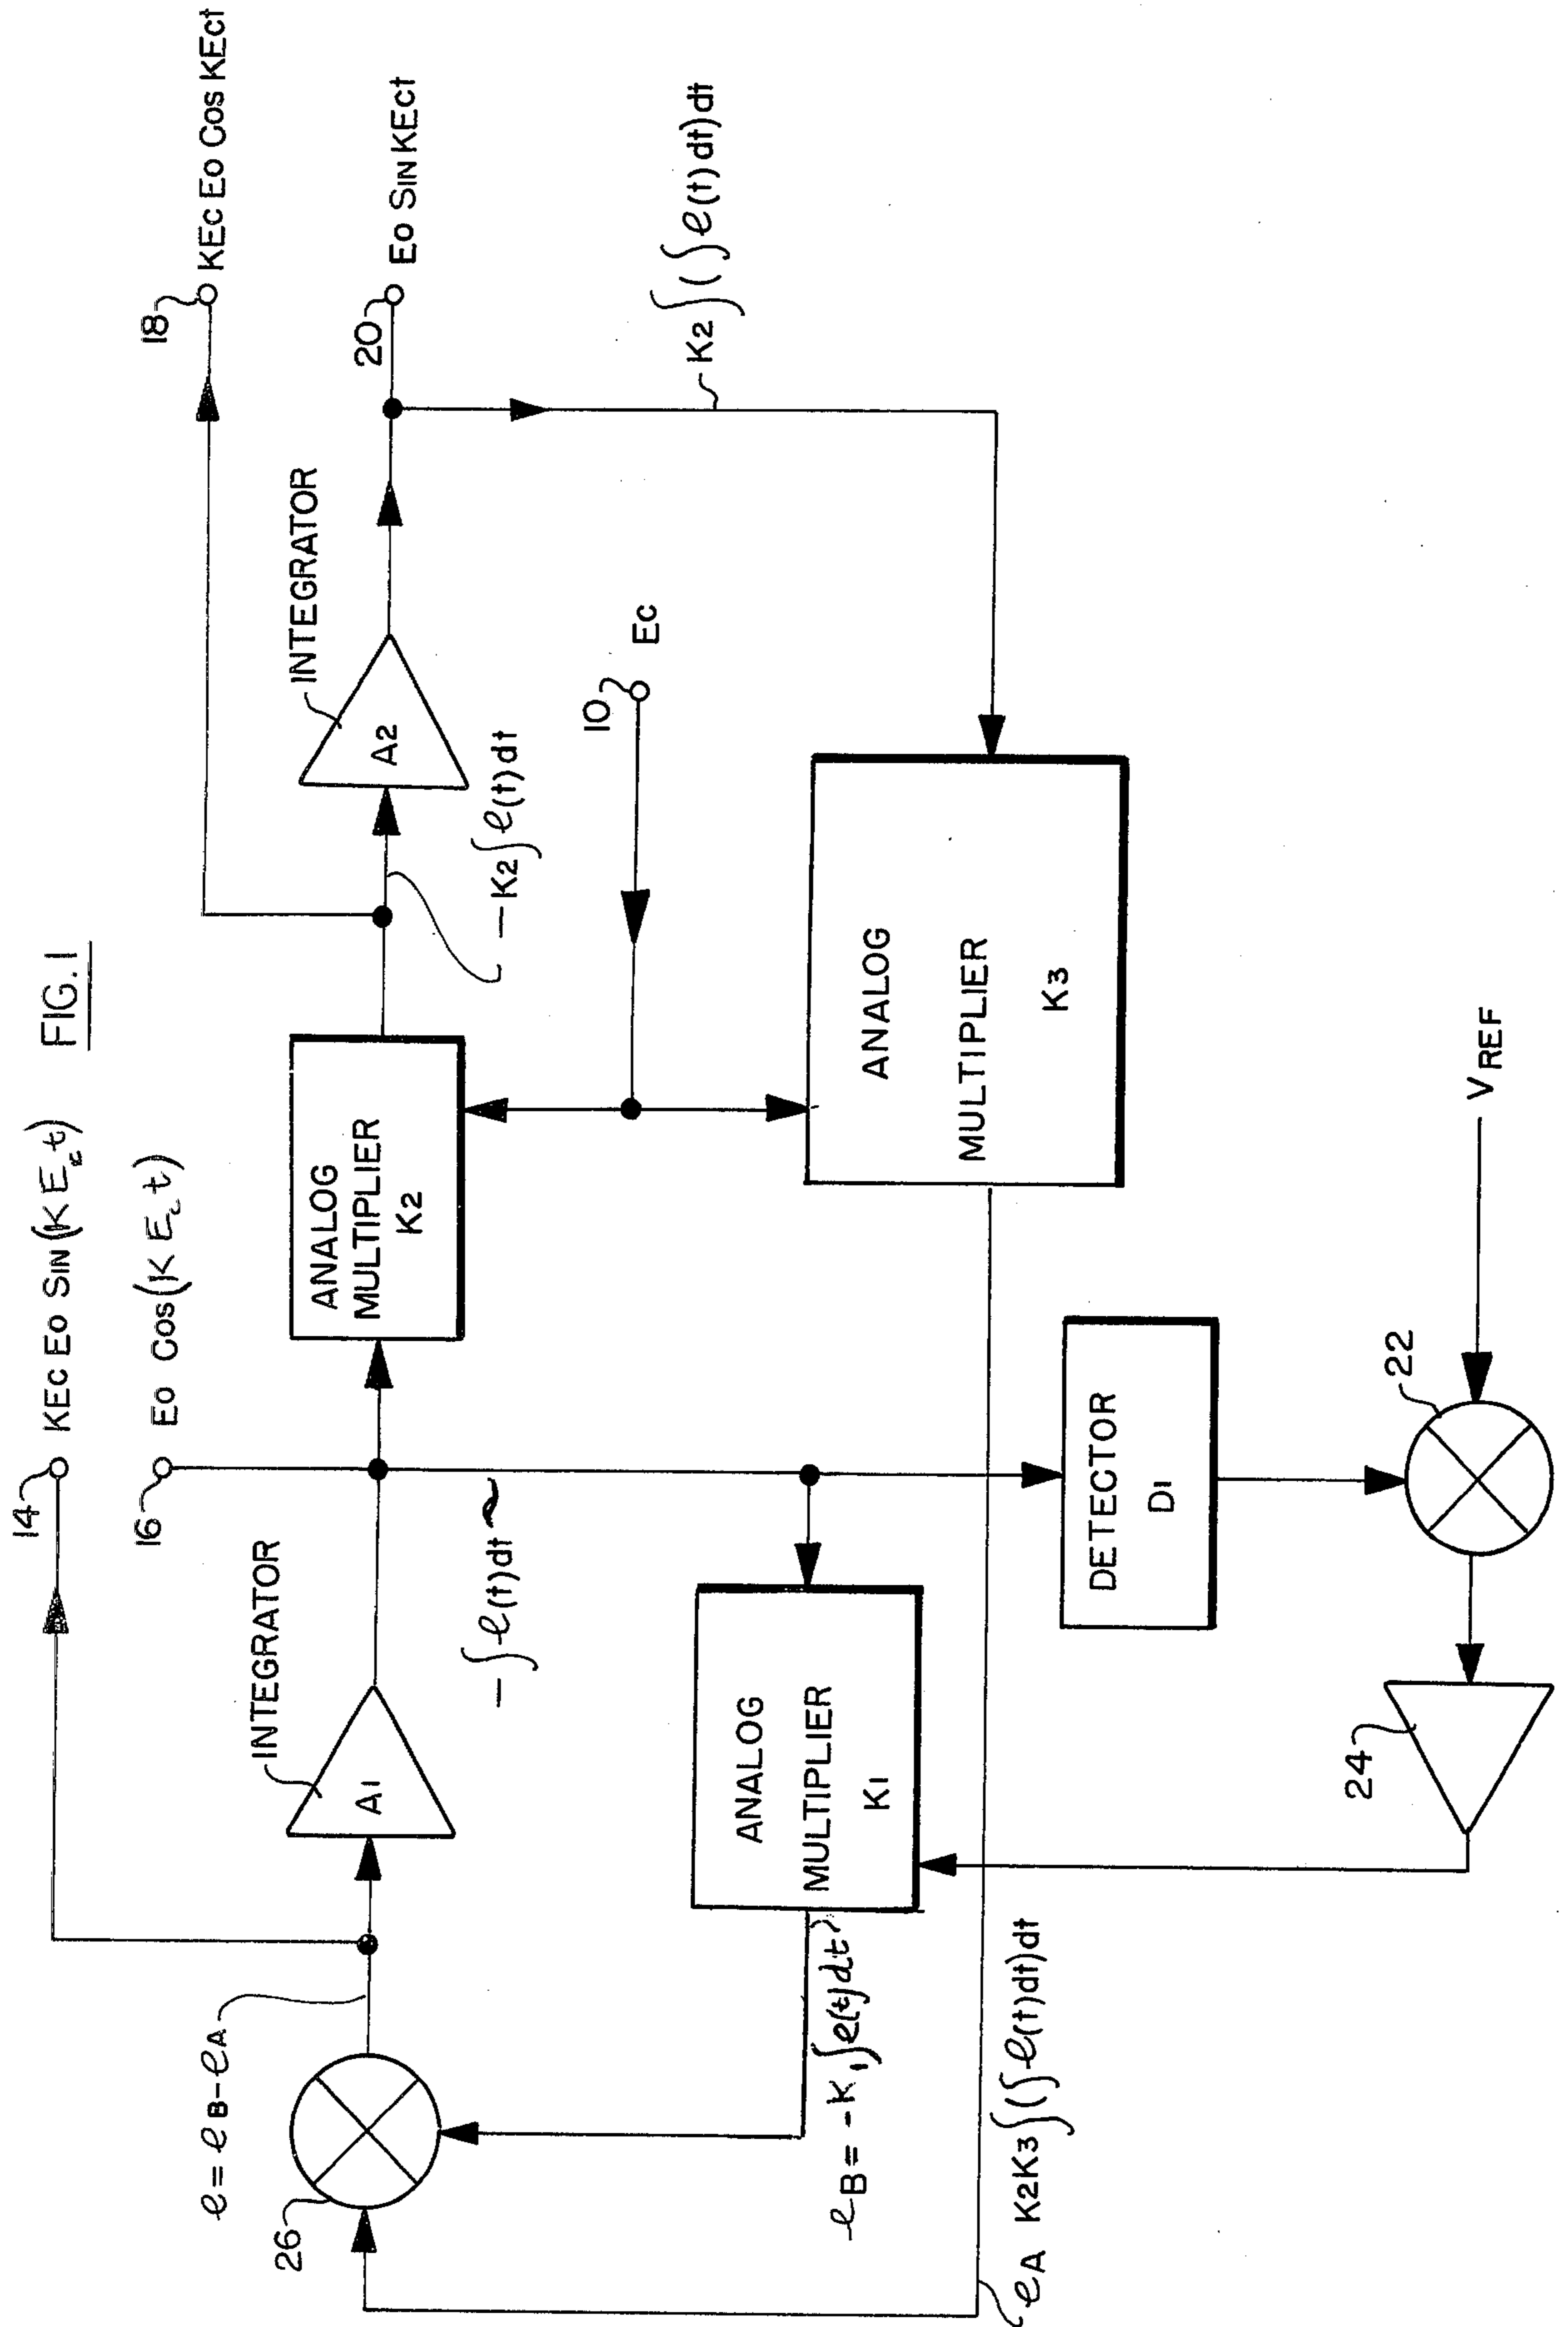 FIG. 1
14
KEc Eo SIN(KEct)
16
Eo Cos(KEct)
18
KEc Eo Cos KEct
20
Eo SIN KEct
e = eB - eA
26
INTEGRATOR
A1
-∫e(t)dt
ANALOG
MULTIPLIER
K2
-K2∫e(t)dt
INTEGRATOR
A2
K2∫(∫e(t)dt)dt
10
Ec
ANALOG
MULTIPLIER
K3
ANALOG
MULTIPLIER
K1
eB = -K1∫e(t)dt
eA K2K3∫(∫e(t)dt)dt
DETECTOR
D1
22
VREF
24